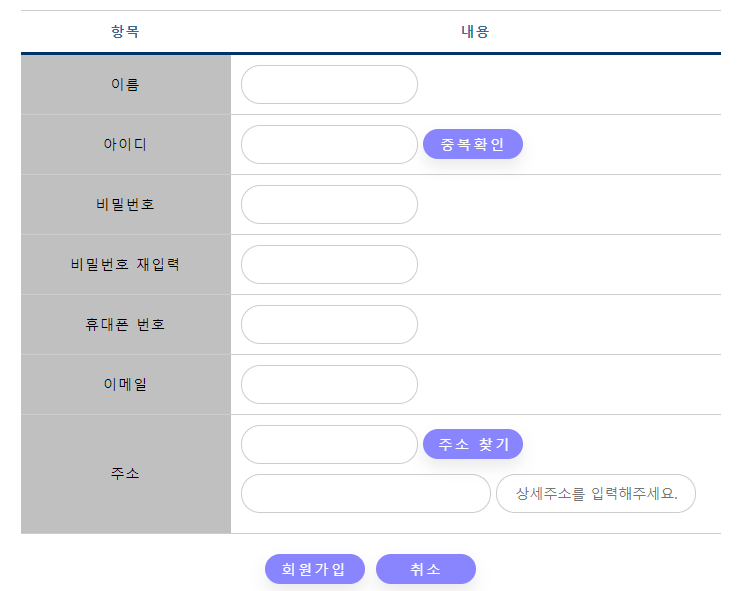 항목 내용
이름
아이디 중복확인
비밀번호
비밀번호 재입력
휴대폰 번호
이메일
주소 찾기
주소
상세주소를 입력해주세요.
회원가입 취소